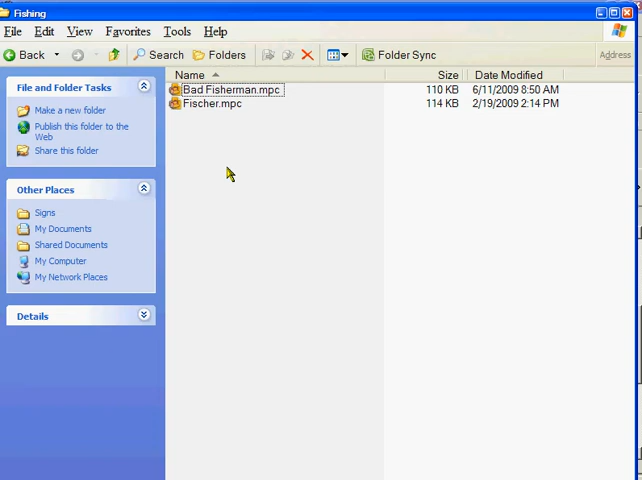 Fishing
File Edit View Favorites Tools Help
Back Search Folders Folder Sync Address
Name Size Date Modified
Bad Fisherman.mpc 110 KB 6/11/2009 8:50 AM
Fischer.mpc 114 KB 2/19/2009 2:14 PM
File and Folder Tasks
Make a new folder
Publish this folder to the
Web
Share this folder
Other Places
Signs
My Documents
Shared Documents
My Computer
My Network Places
Details